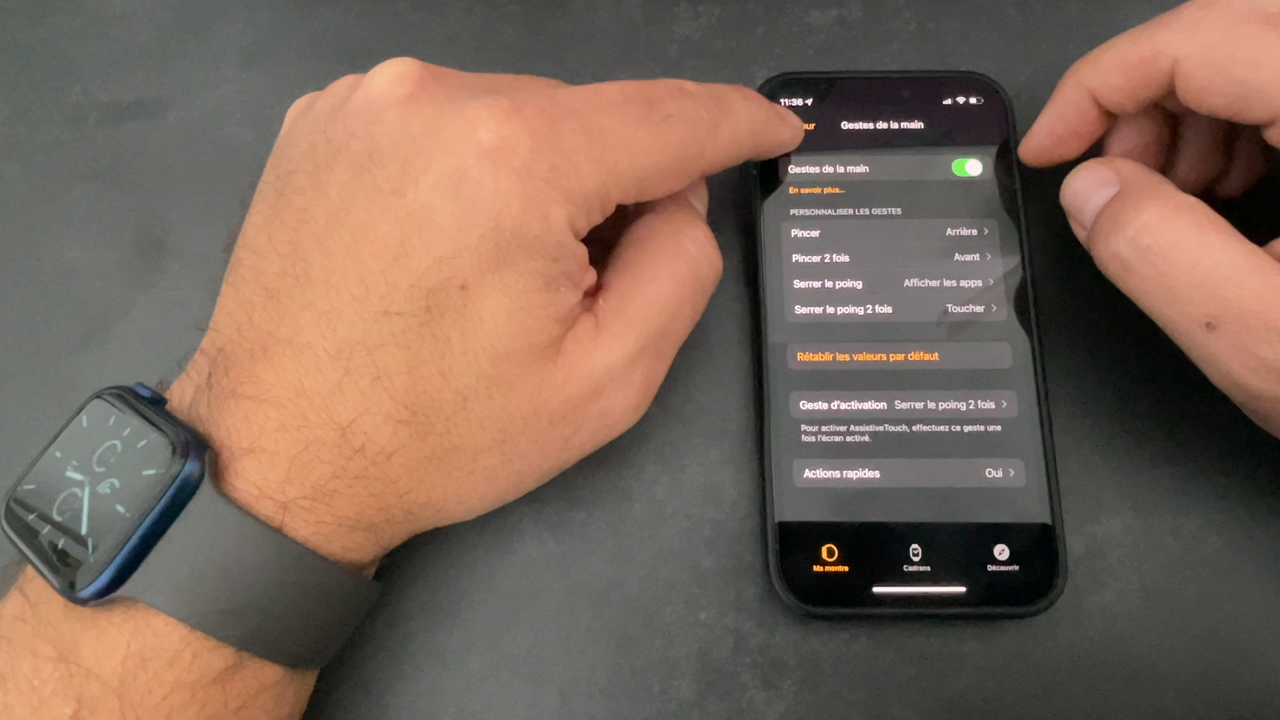 11:36
Gestes de la main
Gestes de la main
En savoir plus...
PERSONNALISER LES GESTES
Pincer Arrière
Pincer 2 fois Avant
Serrer le poing Afficher les apps
Serrer le poing 2 fois Toucher
Rétablir les valeurs par défaut
Geste d'activation Serrer le poing 2 fois
Pour activer AssistiveTouch, effectuez ce geste une
fois l'écran activé.
Actions rapides Oui
Ma montre Cadrans Découvrir